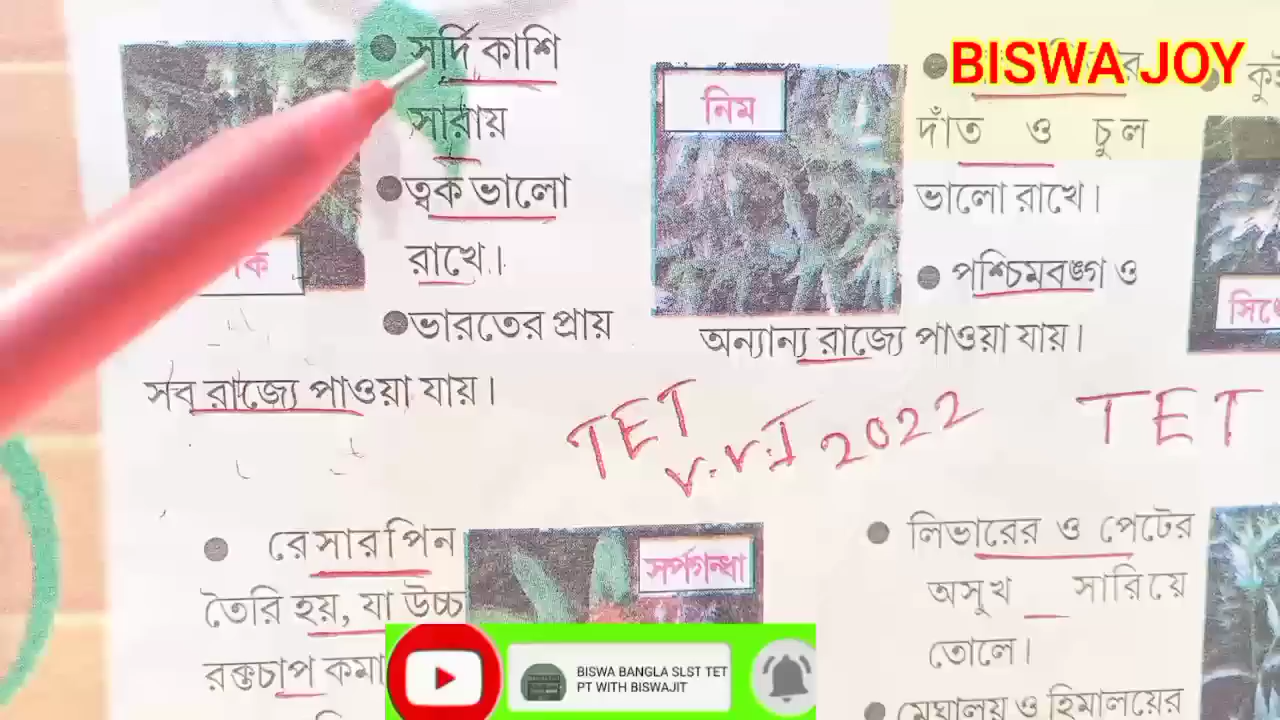 সর্দি কাশি
সারায়
ত্বক ভালো
রাখে।
ভারতের প্রায়
সব রাজ্যে পাওয়া যায়।
নিম
BISWA JOY
দাঁত ও চুল
ভালো রাখে।
পশ্চিমবঙ্গ ও
অন্যান্য রাজ্যে পাওয়া যায়।
TET
V.V.I 2022
TET
রেসারপিন
তৈরি হয়, যা উচ্চ
রক্তচাপ কমা
সর্পগন্ধা
লিভারের ও পেটের
অসুখ সারিয়ে
তোলে।
মেঘালয় ও হিমালয়ের
BISWA BANGLA SLST TET
PT WITH BISWAJIT